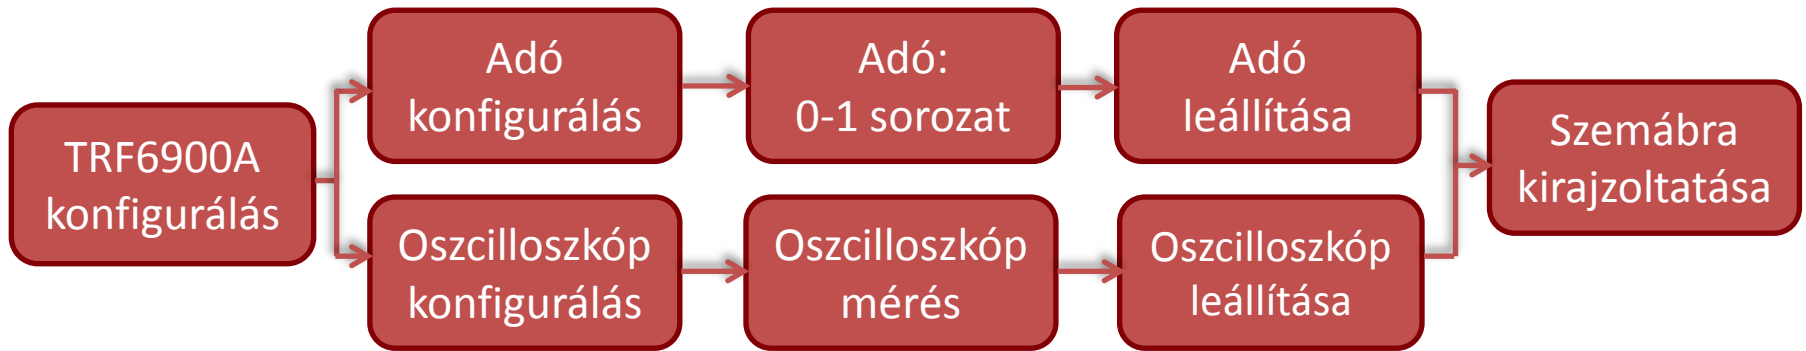 TRF6900A
konfigurálás
Adó
konfigurálás
Adó:
0-1 sorozat
Adó
leállítása
Oszcilloszkóp
konfigurálás
Oszcilloszkóp
mérés
Oszcilloszkóp
leállítása
Szemábra
kirajzoltatása